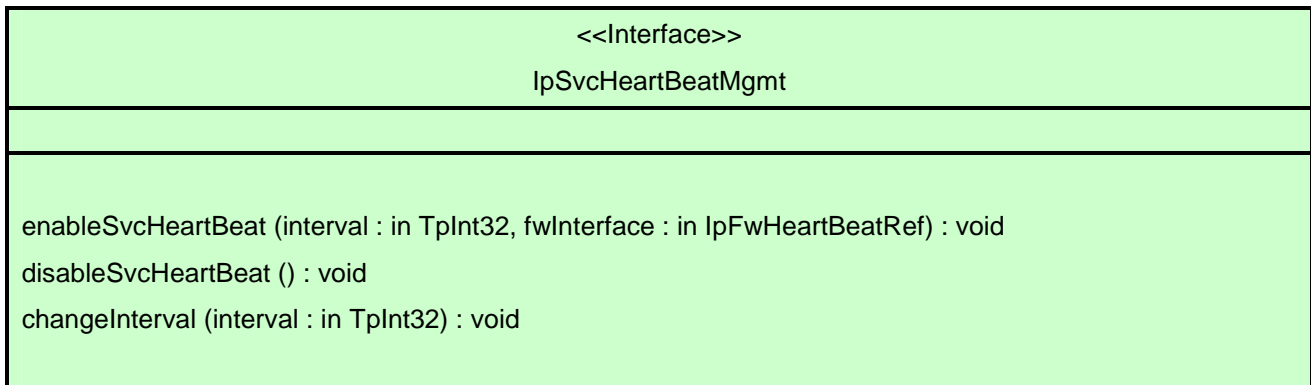 <<Interface>>
IpSvcHeartBeatMgmt
enableSvcHeartBeat (interval : in TpInt32, fwInterface : in IpFwHeartBeatRef) : void
disableSvcHeartBeat () : void
changeInterval (interval : in TpInt32) : void